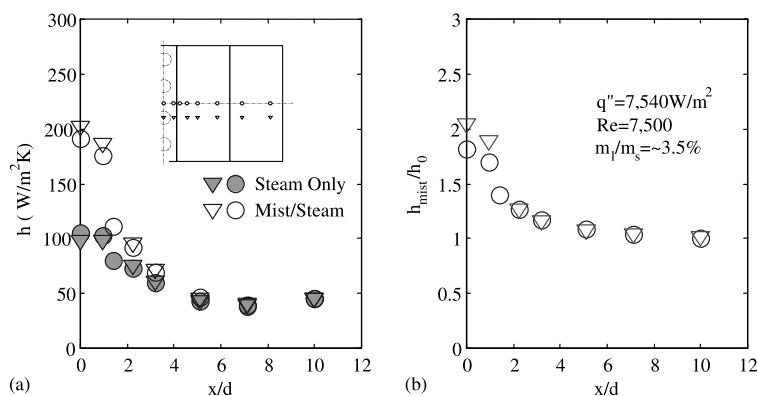 300
250
200
150
100
50
0
h ( W/m²K)
Steam Only
Mist/Steam
0 2 4 6 8 10 12
x/d
(a)
3
2.5
2
1.5
1
0.5
0
h_mist/h_0
q"=7,540W/m²
Re=7,500
m_l/m_s=~3.5%
0 2 4 6 8 10 12
x/d
(b)